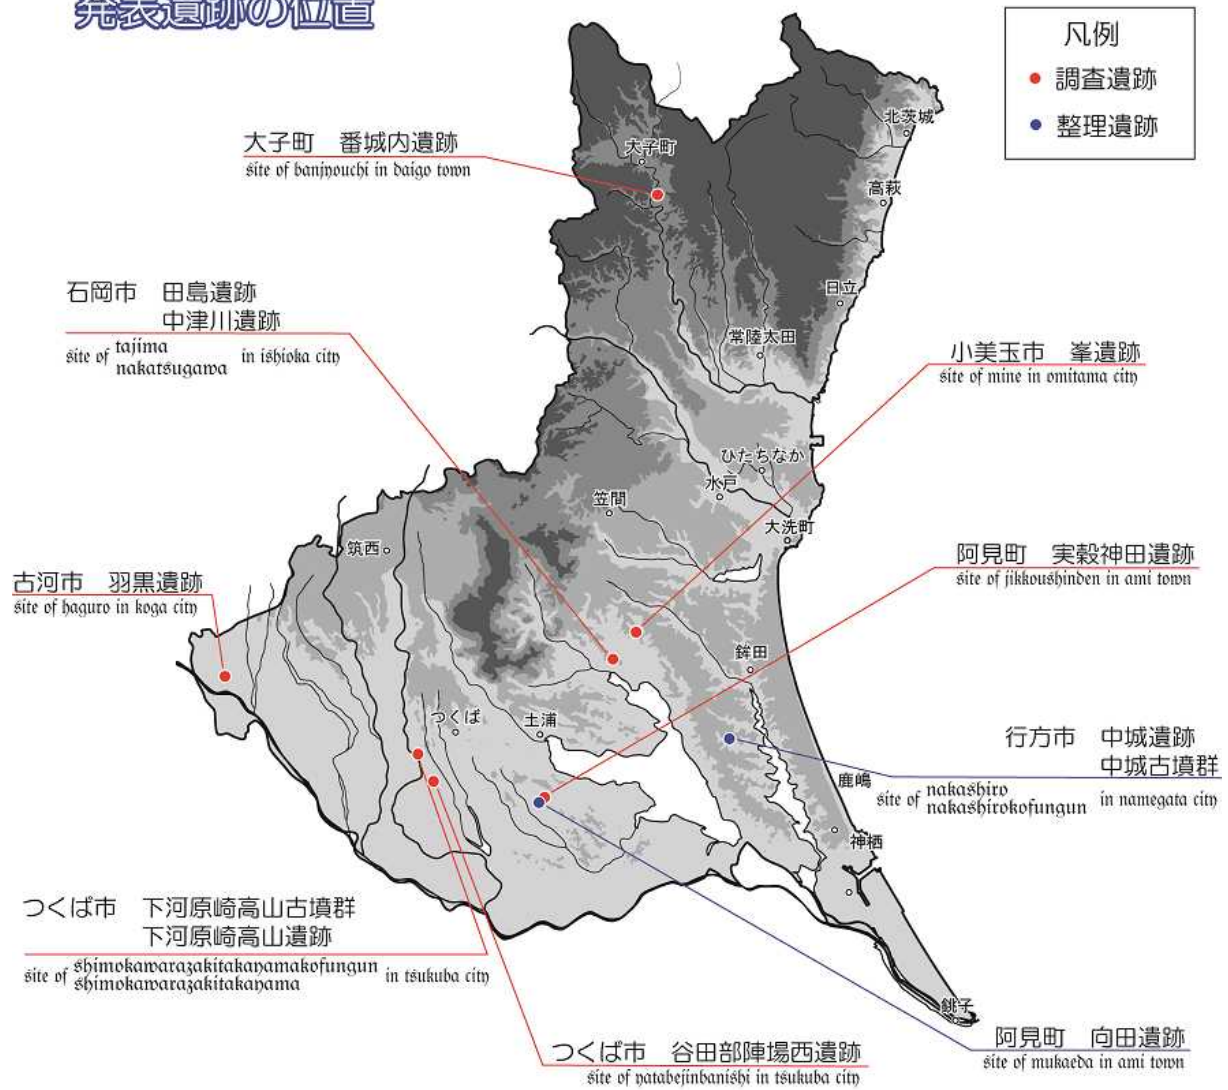 発表遺跡の位置
凡例
調査遺跡
整理遺跡
北茨城
大子町 番城内遺跡
site of banjyouchi in daigo town
大子町
高萩
石岡市 田島遺跡
中津川遺跡
site of tajima
nakatsugawa in ishioka city
日立
常陸太田
小美玉市 峯遺跡
site of mine in omitama city
ひたちなか
水戸
笠間
大洗町
筑西
阿見町 実穀神田遺跡
site of jikkoushinden in ami town
古河市 羽黒遺跡
site of haguro in koga city
鉾田
つくば
土浦
行方市 中城遺跡
中城古墳群
site of nakashiro
nakashirokofungun in namegata city
鹿嶋
神栖
つくば市 下河原崎高山古墳群
下河原崎高山遺跡
site of shimokawarazakitakayamakofungun
shimokawarazakitakayama in tsukuba city
銚子
阿見町 向田遺跡
site of mukaeda in ami town
つくば市 谷田部陣場西遺跡
site of yatabejinbanishi in tsukuba city